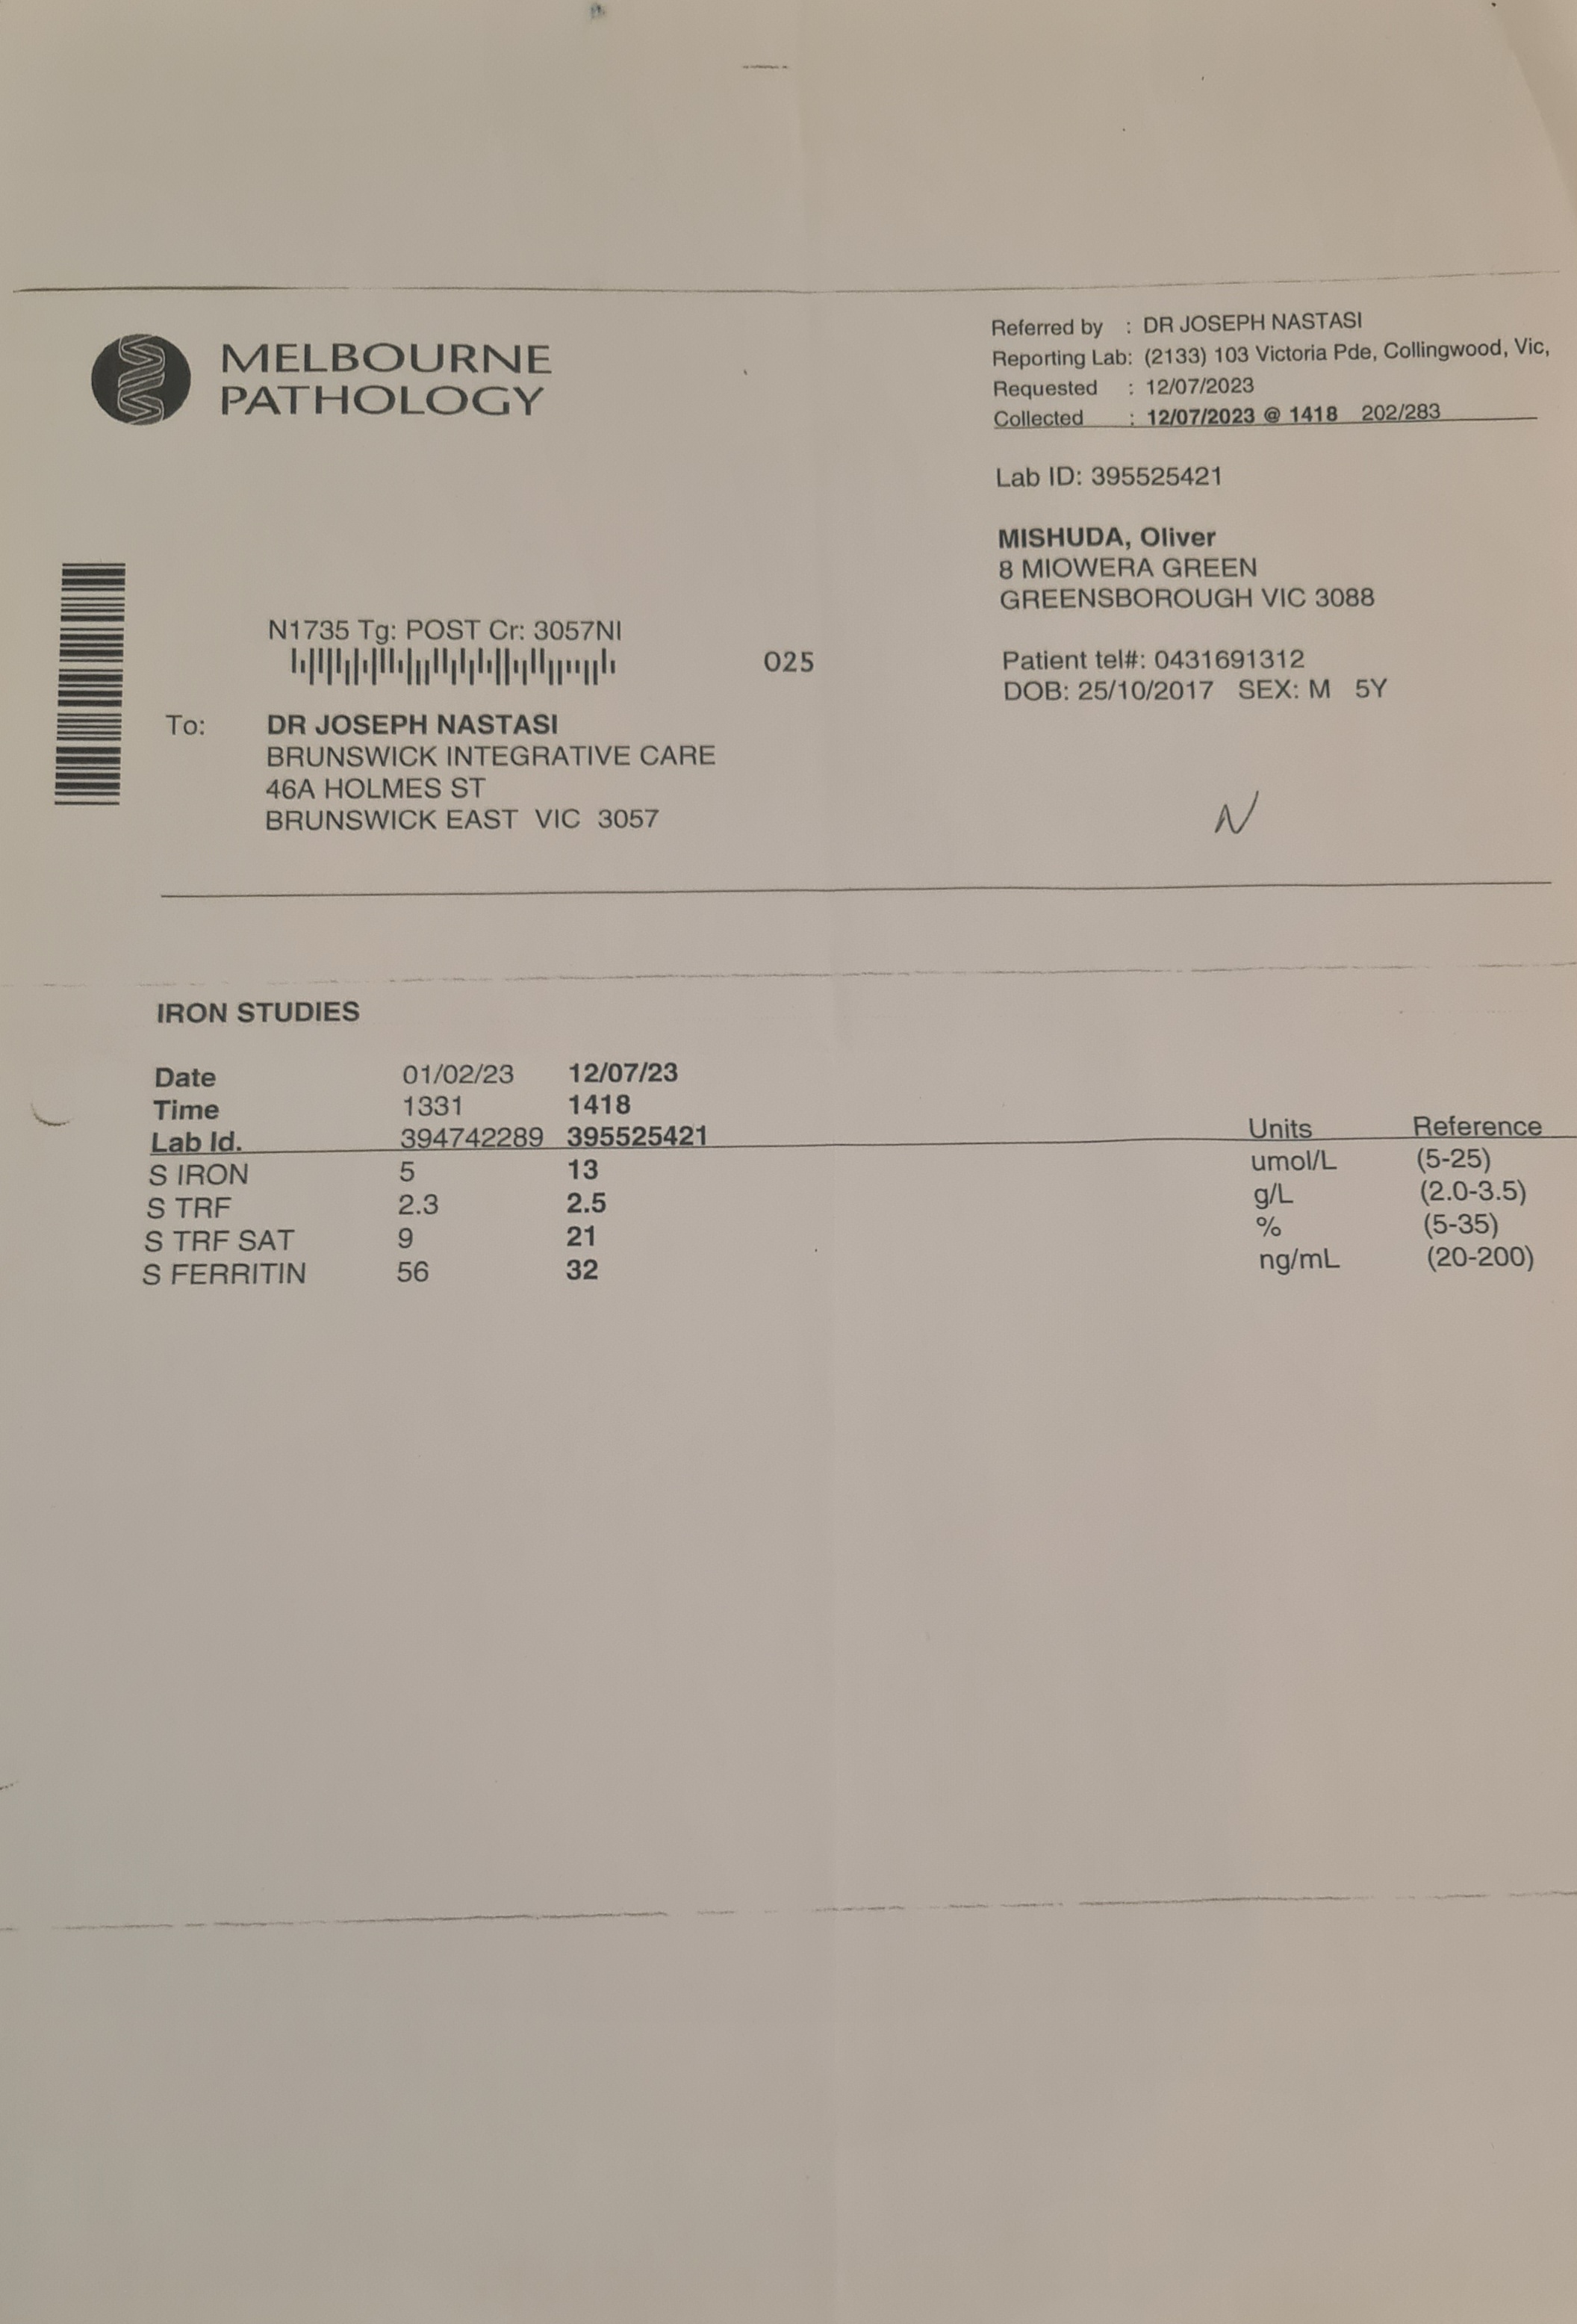 MELBOURNE
PATHOLOGY
Referred by : DR JOSEPH NASTASI
Reporting Lab: (2133) 103 Victoria Pde, Collingwood, Vic,
Requested : 12/07/2023
Collected : 12/07/2023 @ 1418 202/283
Lab ID: 395525421
MISHUDA, Oliver
8 MIOWERA GREEN
GREENSBOROUGH VIC 3088
Patient tel#: 0431691312
DOB: 25/10/2017 SEX: M 5Y
N1735 Tg: POST Cr: 3057NI
025
To: DR JOSEPH NASTASI
BRUNSWICK INTEGRATIVE CARE
46A HOLMES ST
BRUNSWICK EAST VIC 3057
N
IRON STUDIES
Date 01/02/23 12/07/23
Time 1331 1418
Lab Id. 394742289 395525421 Units Reference
S IRON 5 13 umol/L (5-25)
S TRF 2.3 2.5 g/L (2.0-3.5)
S TRF SAT 9 21 % (5-35)
S FERRITIN 56 32 ng/mL (20-200)